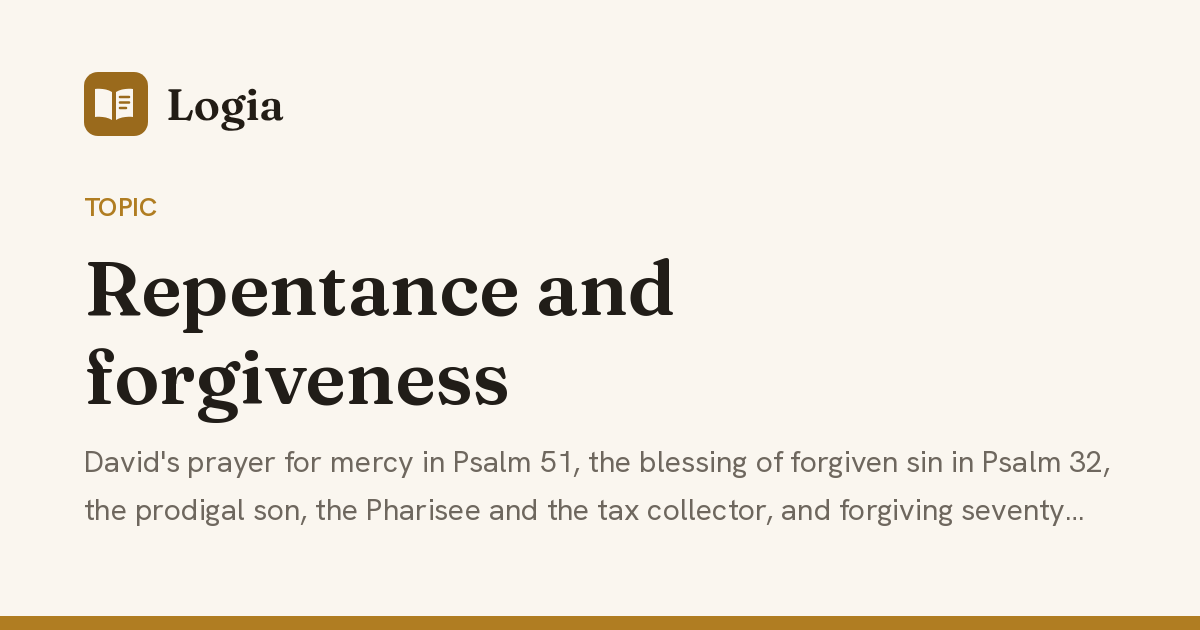 Logia
TOPIC
Repentance and
forgiveness
David's prayer for mercy in Psalm 51, the blessing of forgiven sin in Psalm 32,
the prodigal son, the Pharisee and the tax collector, and forgiving seventy…